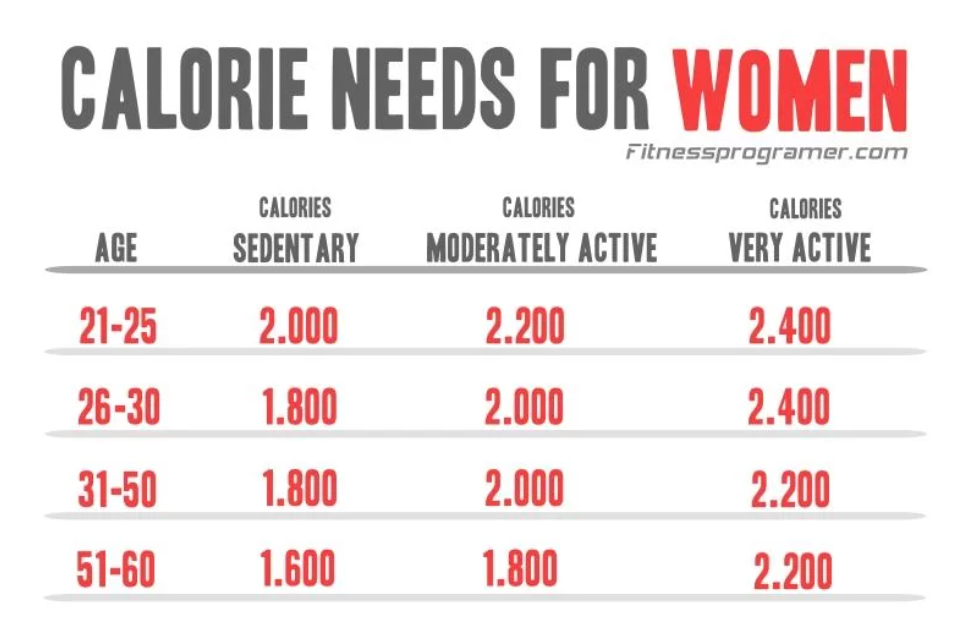 CALORIE NEEDS FOR WOMEN
Fitnessprogramer.com
CALORIES CALORIES CALORIES
AGE SEDENTARY MODERATELY ACTIVE VERY ACTIVE
21-25 2.000 2.200 2.400
26-30 1.800 2.000 2.400
31-50 1.800 2.000 2.200
51-60 1.600 1.800 2.200